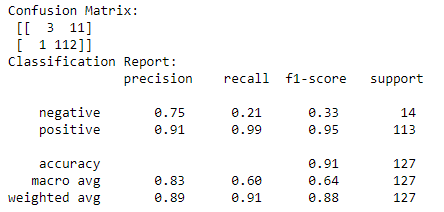 Confusion Matrix:
[[ 3 11]
[ 1 112]]
Classification Report:
precision recall f1-score support
negative 0.75 0.21 0.33 14
positive 0.91 0.99 0.95 113
accuracy 0.91 127
macro avg 0.83 0.60 0.64 127
weighted avg 0.89 0.91 0.88 127